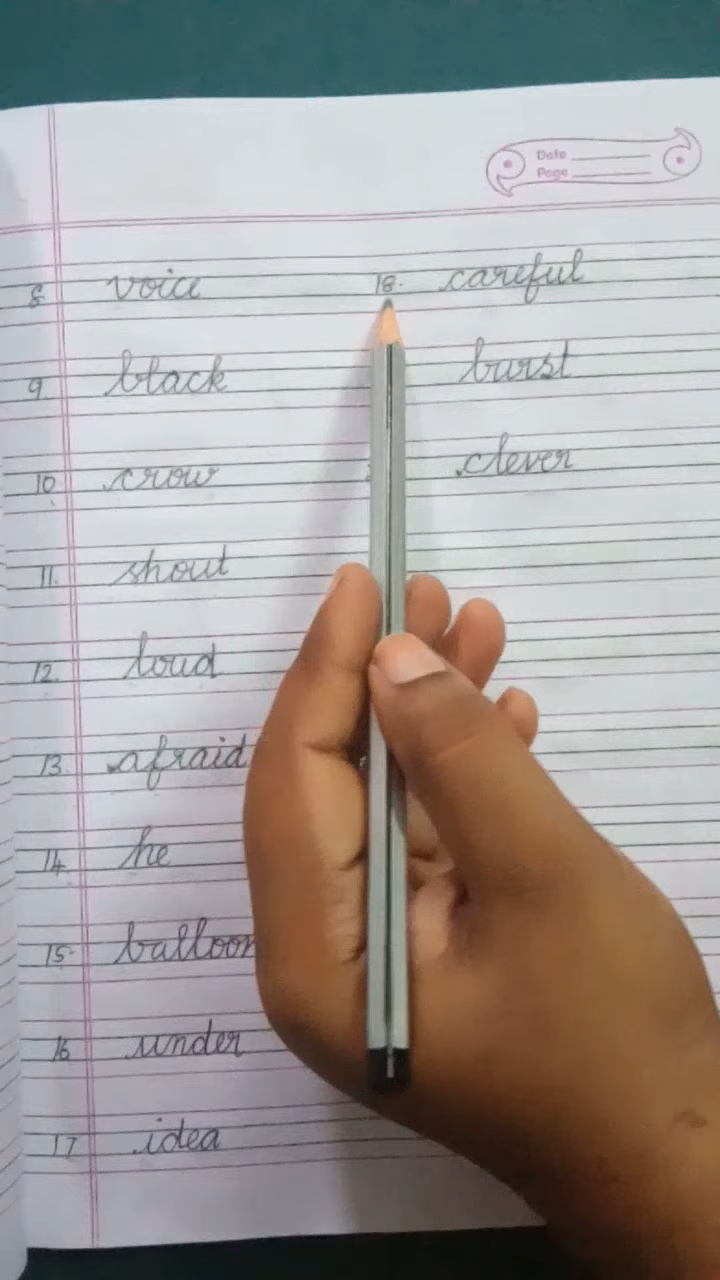 Date
Page
8. voice
9. black
10. crow
11. shout
12. loud
13. afraid
14. he
15. balloon
16 under
17 idea
18. careful
burst
clever